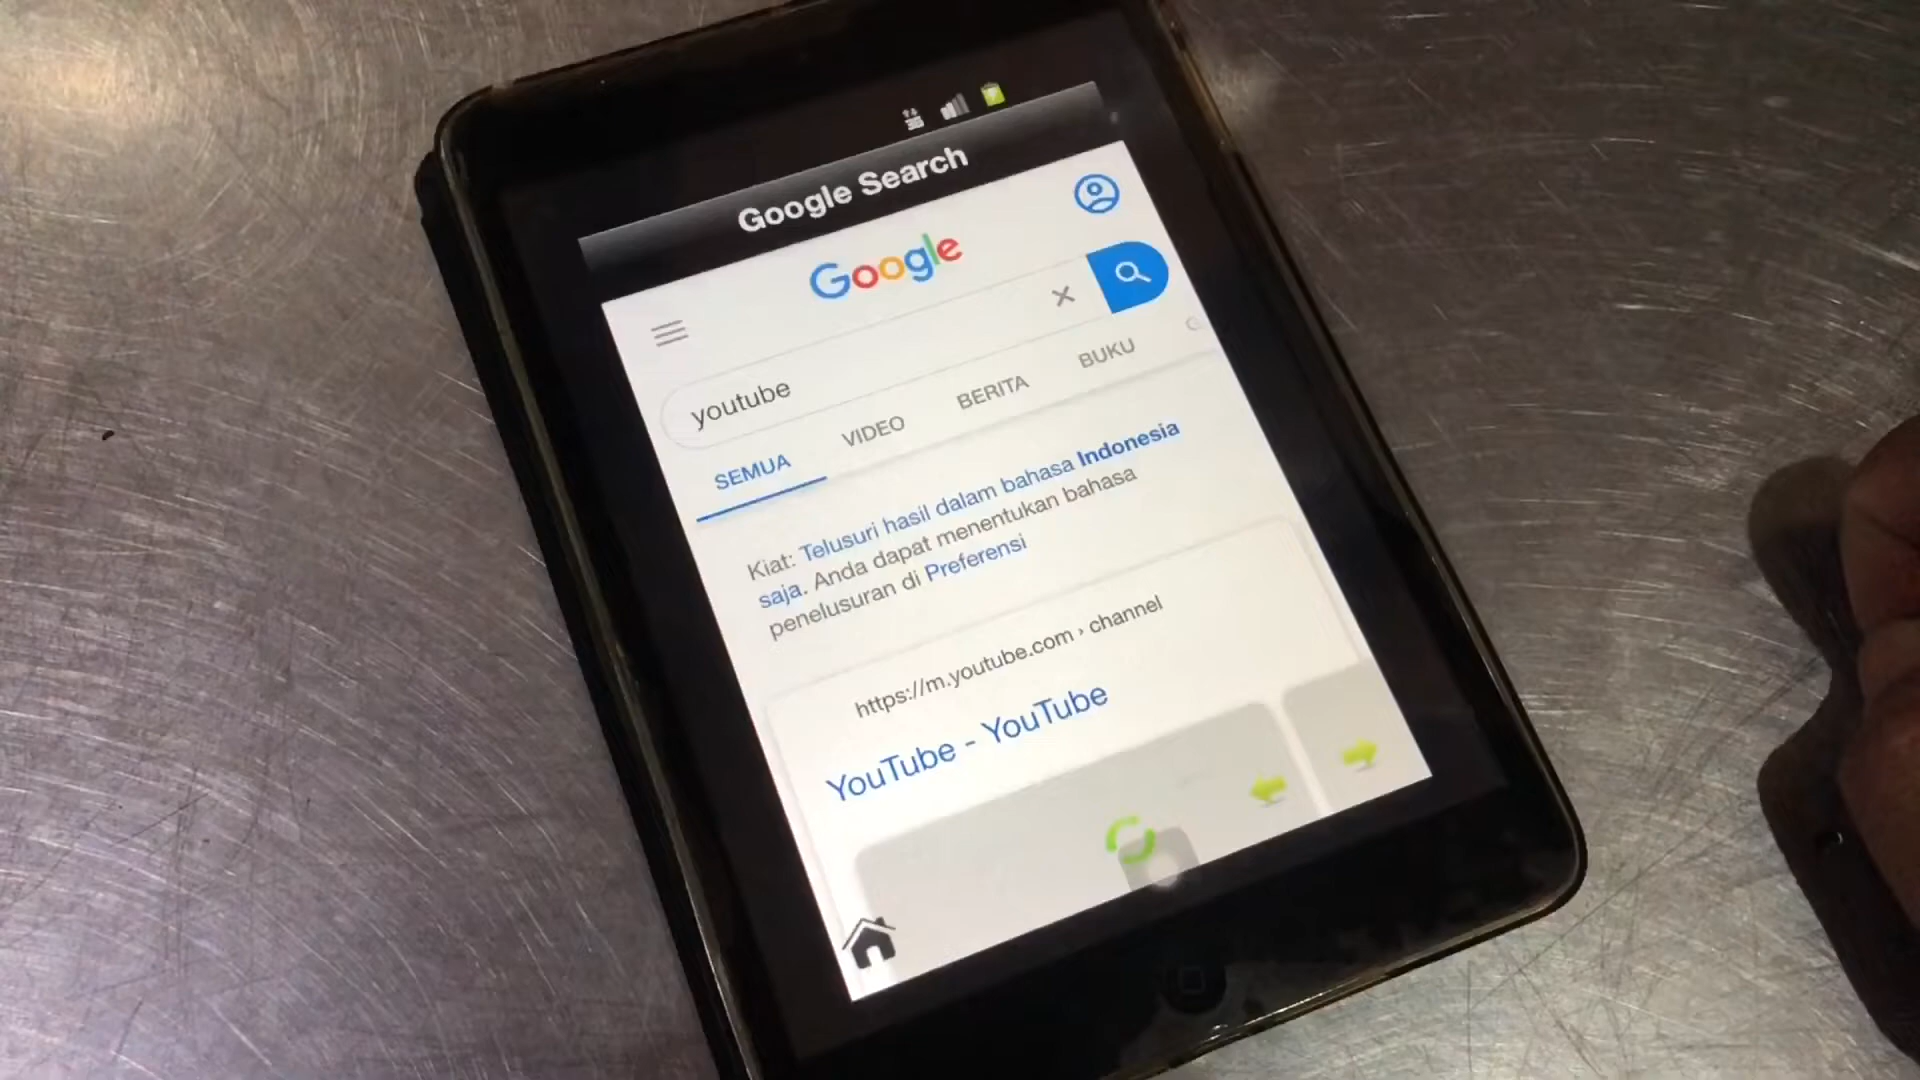 Google Search
Google
youtube
SEMUA VIDEO BERITA BUKU
Kiat: Telusuri hasil dalam bahasa Indonesia
saja. Anda dapat menentukan bahasa
penelusuran di Preferensi
https://m.youtube.com › channel
YouTube - YouTube